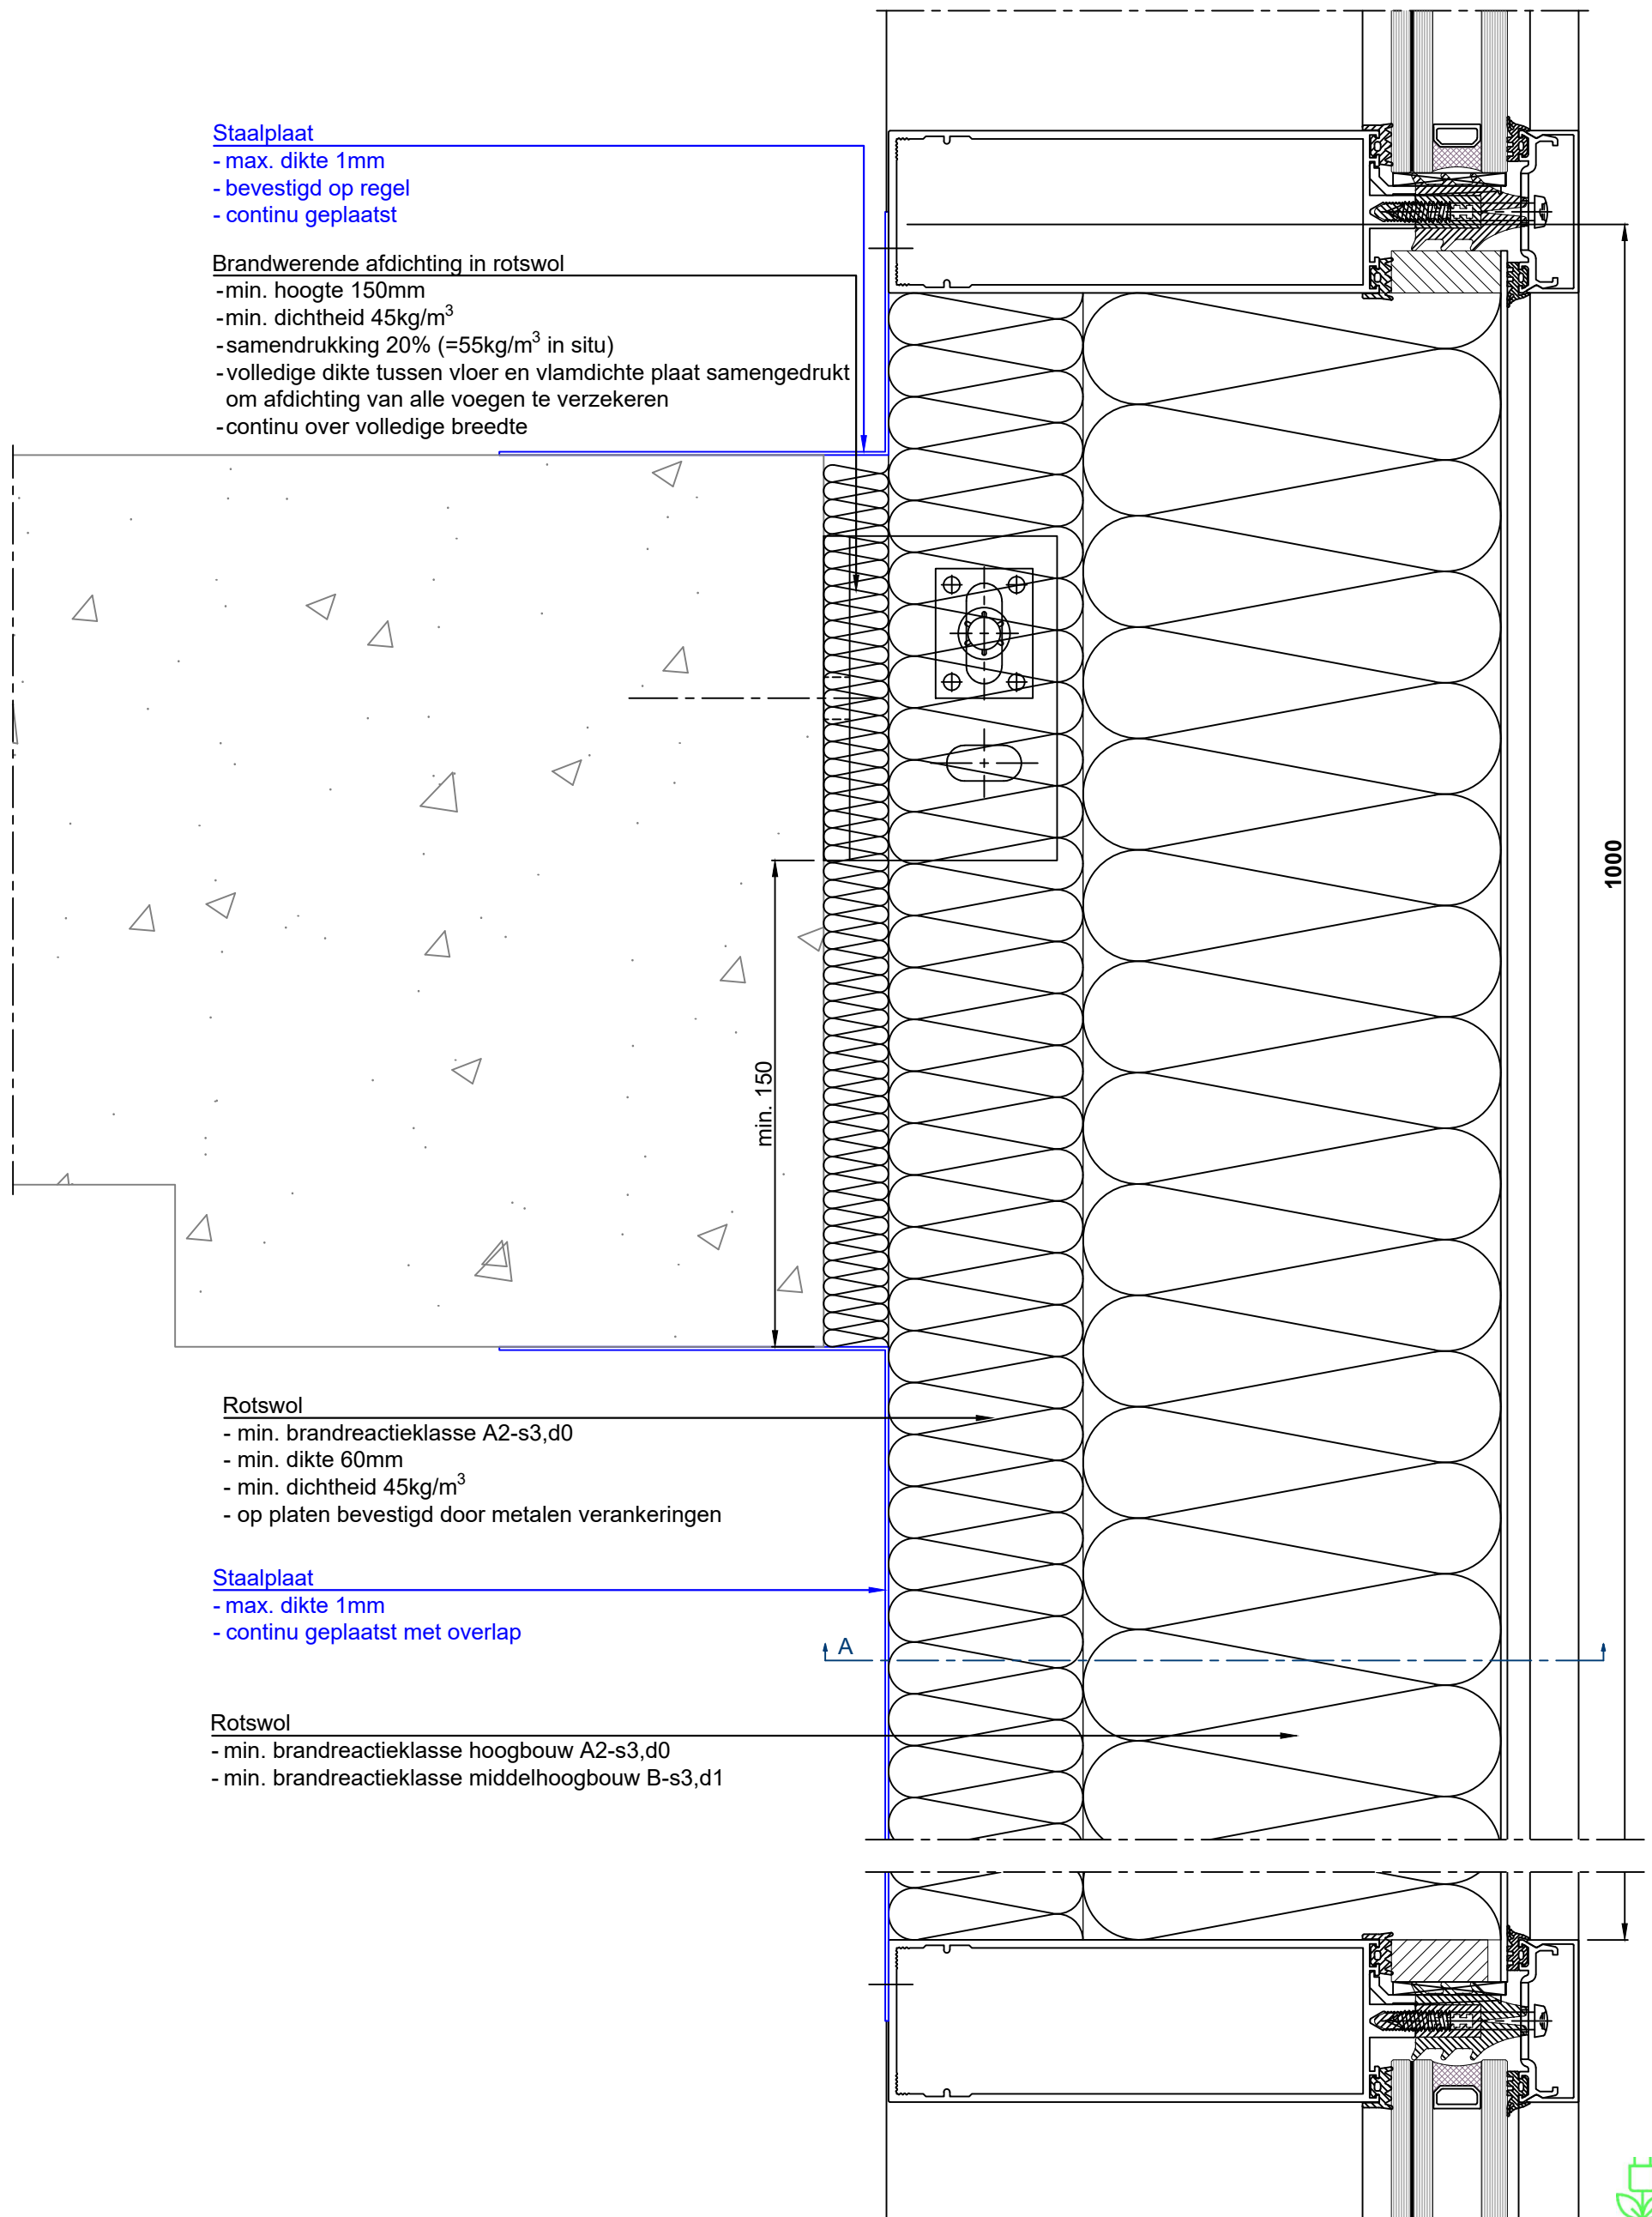 Staalplaat
- max. dikte 1mm
- bevestigd op regel
- continu geplaatst
Brandwerende afdichting in rotswol
-min. hoogte 150mm
-min. dichtheid 45kg/m³
-samendrukking 20% (=55kg/m³ in situ)
-volledige dikte tussen vloer en vlamdichte plaat samengedrukt
om afdichting van alle voegen te verzekeren
-continu over volledige breedte
1000
min. 150
Rotswol
- min. brandreactieklasse A2-s3,d0
- min. dikte 60mm
- min. dichtheid 45kg/m³
- op platen bevestigd door metalen verankeringen
Staalplaat
- max. dikte 1mm
- continu geplaatst met overlap
A
Rotswol
- min. brandreactieklasse hoogbouw A2-s3,d0
- min. brandreactieklasse middelhoogbouw B-s3,d1